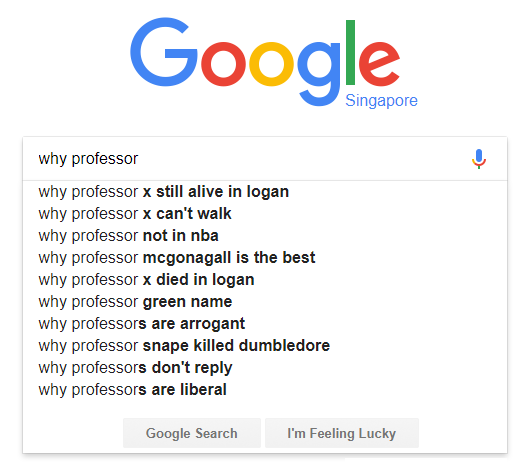 Google
Singapore
why professor
why professor x still alive in logan
why professor x can't walk
why professor not in nba
why professor mcgonagall is the best
why professor x died in logan
why professor green name
why professors are arrogant
why professor snape killed dumbledore
why professors don't reply
why professors are liberal
Google Search
I'm Feeling Lucky